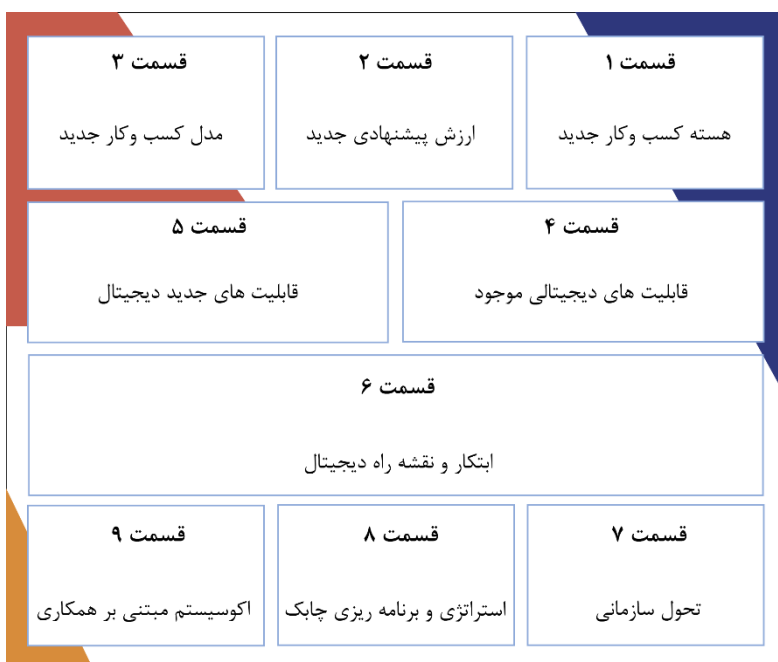 قسمت ۱
هسته کسب وکار جدید
قسمت ۲
ارزش پیشنهادی جدید
قسمت ۳
مدل کسب وکار جدید
قسمت ۴
قابلیت های دیجیتالی موجود
قسمت ۵
قابلیت های جدید دیجیتال
قسمت ۶
ابتکار و نقشه راه دیجیتال
قسمت ۷
تحول سازمانی
قسمت ۸
استراتژی و برنامه ریزی چابک
قسمت ۹
اکوسیستم مبتنی بر همکاری